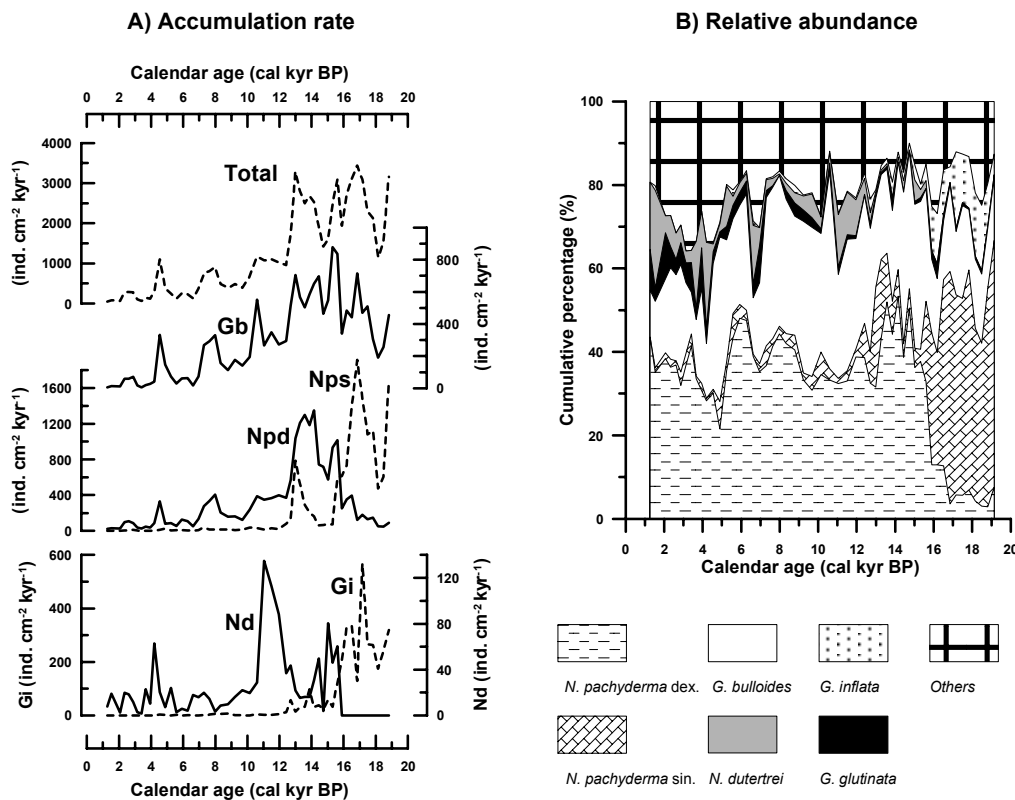 A) Accumulation rate
Calendar age (cal kyr BP)
0 2 4 6 8 10 12 14 16 18 20
4000
3000
2000
1000
0
(ind. cm⁻² kyr⁻¹)
Total
800
400
0
(ind. cm⁻² kyr⁻¹)
Gb
1600
1200
800
400
0
(ind. cm⁻² kyr⁻¹)
Nps
Npd
600
400
200
0
Gi (ind. cm⁻² kyr⁻¹)
Nd
Gi
120
80
40
0
Nd (ind. cm⁻² kyr⁻¹)
0 2 4 6 8 10 12 14 16 18 20
Calendar age (cal kyr BP)
B) Relative abundance
100
80
60
40
20
0
Cumulative percentage (%)
0 2 4 6 8 10 12 14 16 18 20
Calendar age (cal kyr BP)
N. pachyderma dex. G. bulloides G. inflata Others
N. pachyderma sin. N. dutertrei G. glutinata